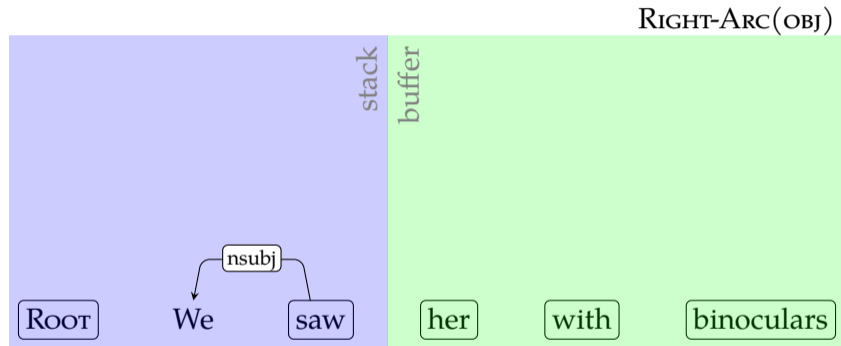 RIGHT-ARC(OBJ)
stack
buffer
nsubj
ROOT We saw her with binoculars